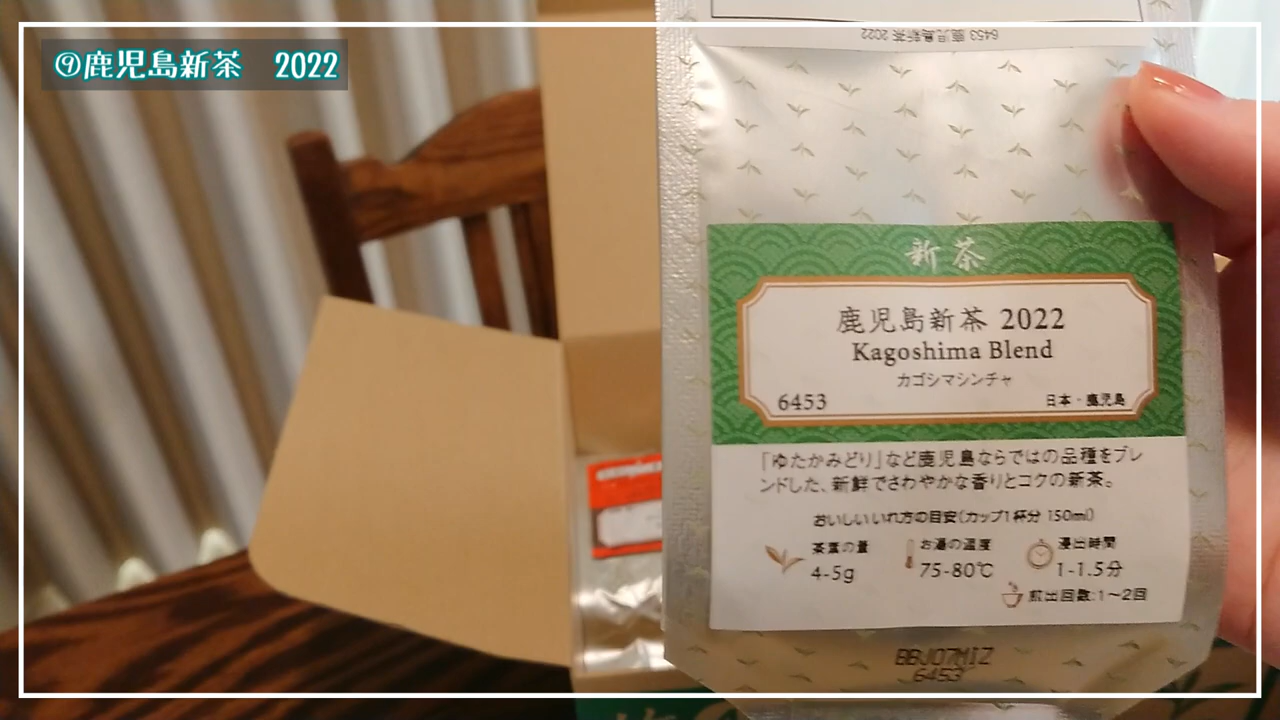 ⑨鹿児島新茶 2022
6453 鹿児島新茶 2022
新茶
鹿児島新茶 2022
Kagoshima Blend
カゴシマシンチャ
6453
日本・鹿児島
「ゆたかみどり」など鹿児島ならではの品種をブレ
ンドした、新鮮でさわやかな香りとコクの新茶。
おいしいいれ方の目安(カップ1杯分 150ml)
茶葉の量
4-5g
お湯の温度
75-80℃
浸出時間
1-1.5分
煎出回数:1〜2回
BBJ07MIZ
6453